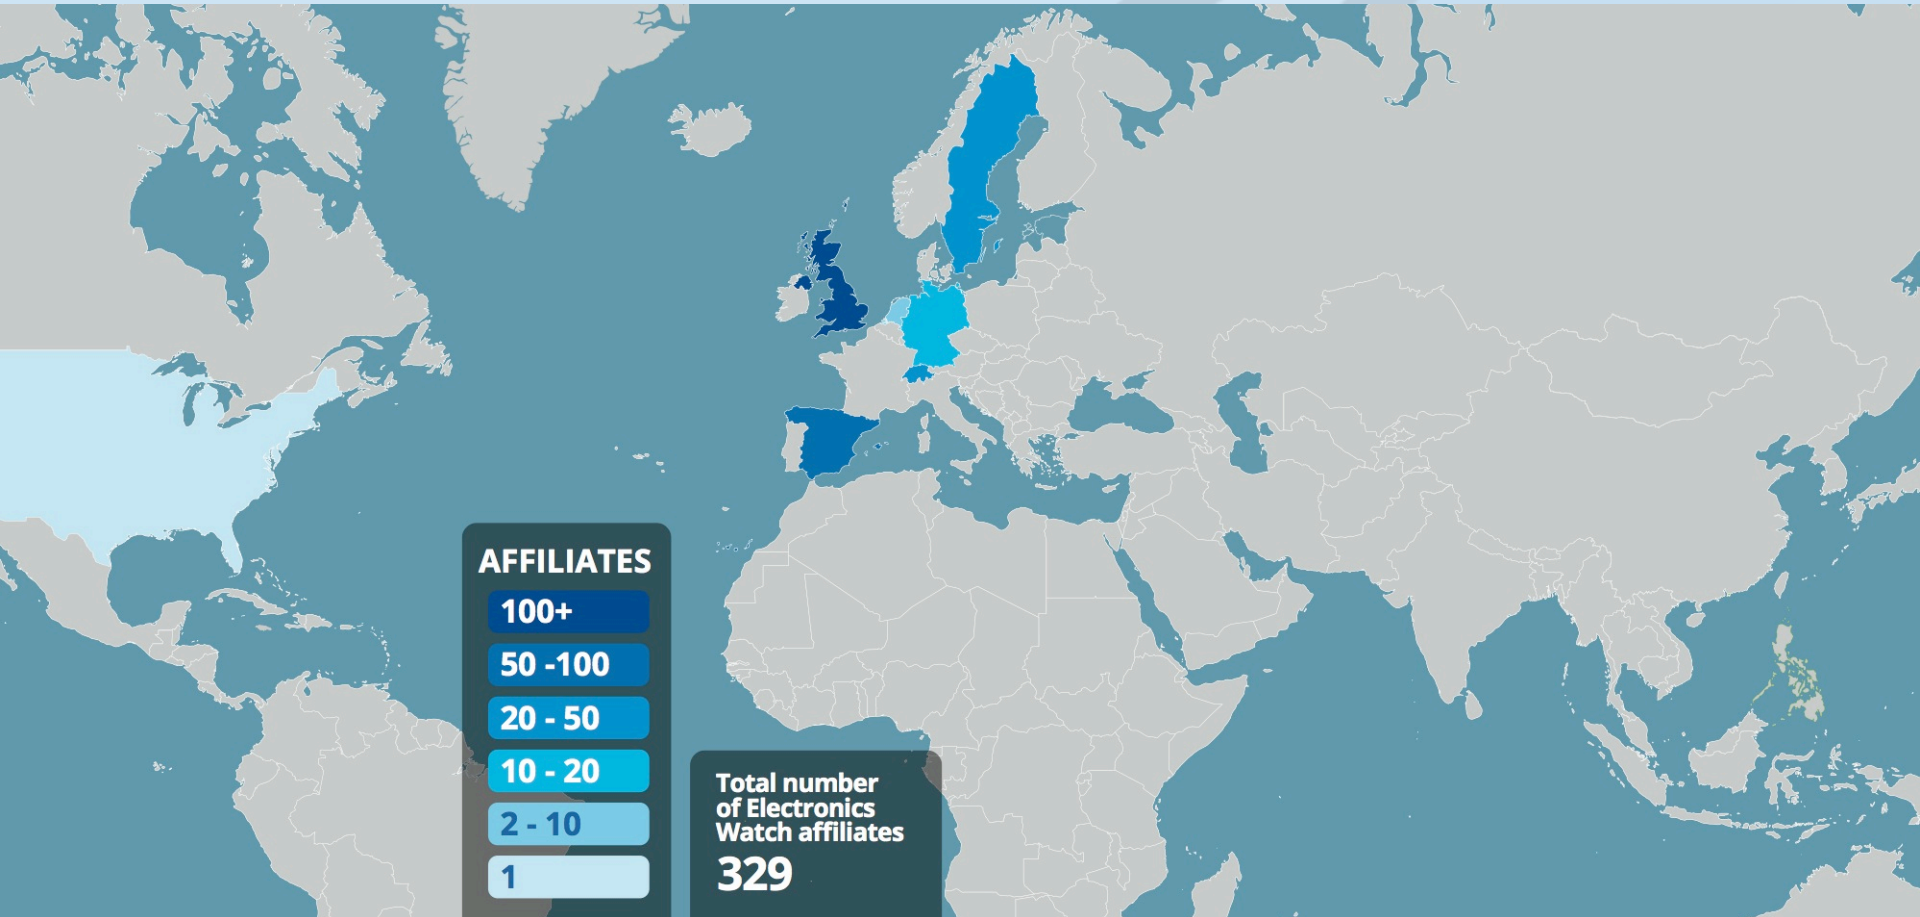 AFFILIATES
100+
50 -100
20 - 50
10 - 20
2 - 10
1
Total number
of Electronics
Watch affiliates
329